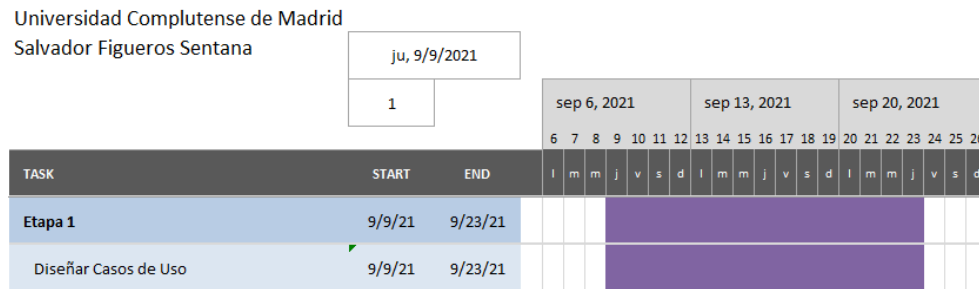 Universidad Complutense de Madrid
Salvador Figueros Sentana
ju, 9/9/2021
1
sep 6, 2021 sep 13, 2021 sep 20, 2021
6 7 8 9 10 11 12 13 14 15 16 17 18 19 20 21 22 23 24 25 26
TASK START END l m m j v s d l m m j v s d l m m j v s d
Etapa 1 9/9/21 9/23/21
Diseñar Casos de Uso 9/9/21 9/23/21